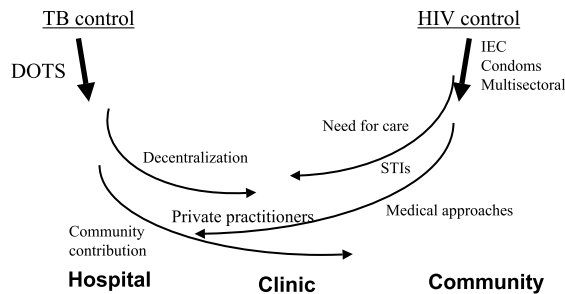 TB control
HIV control
DOTS
IEC
Condoms
Multisectoral
Need for care
Decentralization
STIs
Private practitioners
Medical approaches
Community
contribution
Hospital
Clinic
Community